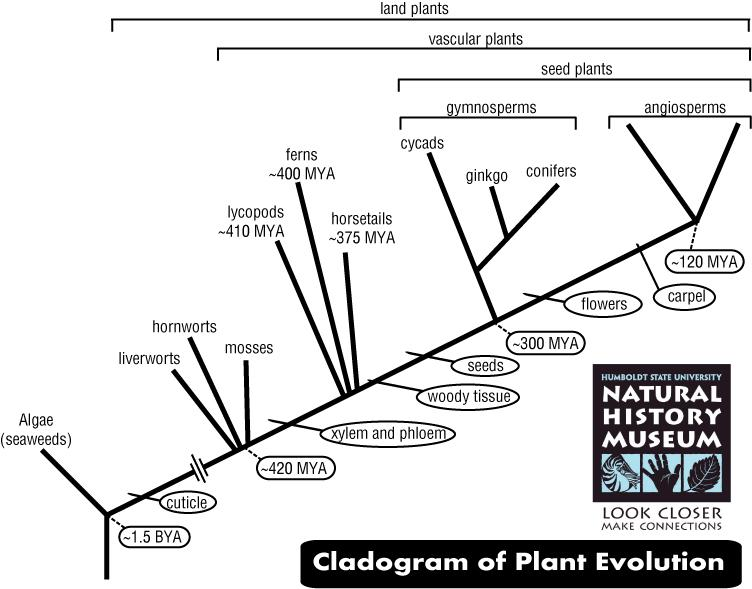 land plants
vascular plants
seed plants
gymnosperms
angiosperms
cycads
ginkgo
conifers
ferns
~400 MYA
lycopods
~410 MYA
horsetails
~375 MYA
hornworts
liverworts
mosses
Algae
(seaweeds)
~120 MYA
carpel
flowers
~300 MYA
seeds
woody tissue
xylem and phloem
~420 MYA
cuticle
~1.5 BYA
HUMBOLDT STATE UNIVERSITY
NATURAL
HISTORY
MUSEUM
LOOK CLOSER
MAKE CONNECTIONS
Cladogram of Plant Evolution